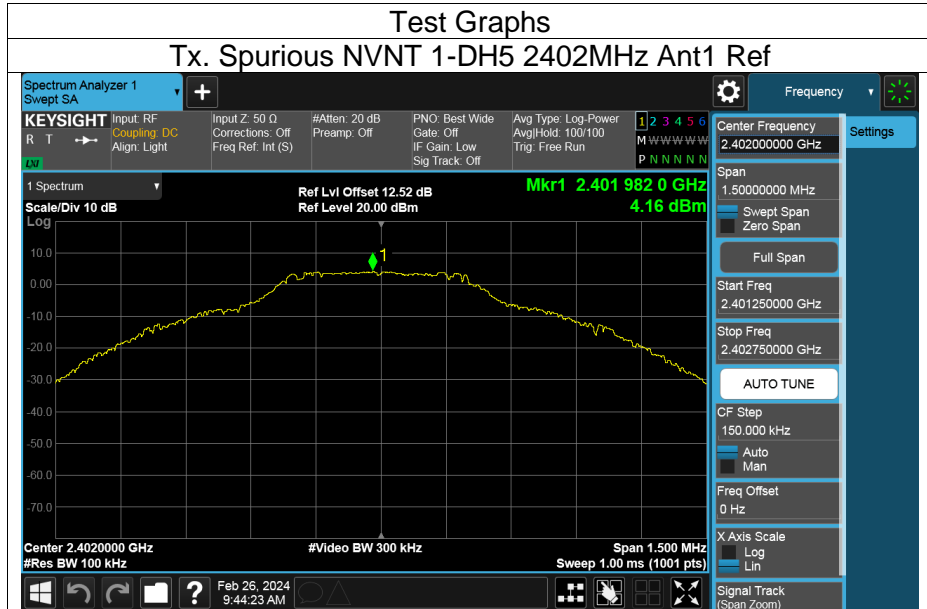 Test Graphs
Tx. Spurious NVNT 1-DH5 2402MHz Ant1 Ref
Spectrum Analyzer 1
Swept SA
+
Frequency
KEYSIGHT
R T
LXI
Input: RF
Coupling: DC
Align: Light
Input Z: 50 Ω
Corrections: Off
Freq Ref: Int (S)
#Atten: 20 dB
Preamp: Off
PNO: Best Wide
Gate: Off
IF Gain: Low
Sig Track: Off
Avg Type: Log-Power
Avg|Hold: 100/100
Trig: Free Run
1 2 3 4 5 6
M W W W W W
P N N N N N
Center Frequency
2.402000000 GHz
Settings
Span
1.50000000 MHz
Swept Span
Zero Span
Full Span
Start Freq
2.401250000 GHz
Stop Freq
2.402750000 GHz
AUTO TUNE
CF Step
150.000 kHz
Auto
Man
Freq Offset
0 Hz
X Axis Scale
Log
Lin
Signal Track
(Span Zoom)
1 Spectrum
Scale/Div 10 dB
Log
Ref Lvl Offset 12.52 dB
Ref Level 20.00 dBm
Mkr1 2.401 982 0 GHz
4.16 dBm
1
10.0
0.00
-10.0
-20.0
-30.0
-40.0
-50.0
-60.0
-70.0
Center 2.4020000 GHz
#Res BW 100 kHz
#Video BW 300 kHz
Span 1.500 MHz
Sweep 1.00 ms (1001 pts)
?
Feb 26, 2024
9:44:23 AM